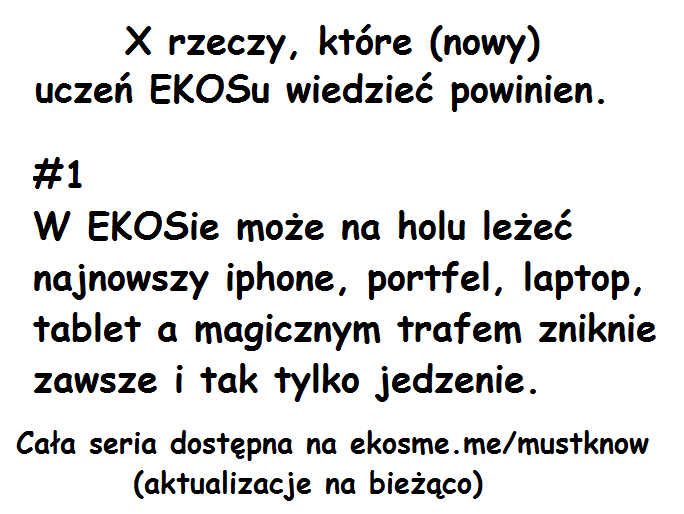 X rzeczy, które (nowy)
uczeń EKOSu wiedzieć powinien.
#1
W EKOSie może na holu leżeć
najnowszy iphone, portfel, laptop,
tablet a magicznym trafem zniknie
zawsze i tak tylko jedzenie.
Cała seria dostępna na ekosme.me/mustknow
(aktualizacje na bieżąco)